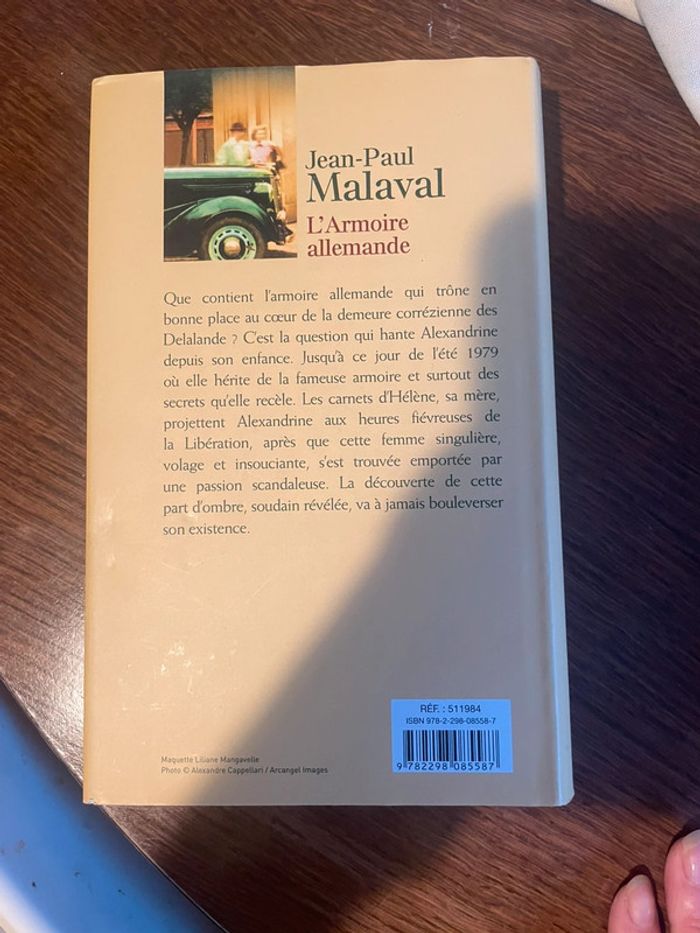 Jean-Paul
Malaval
L'Armoire
allemande
Que contient l'armoire allemande qui trône en
bonne place au cœur de la demeure corrézienne des
Delalande ? C'est la question qui hante Alexandrine
depuis son enfance. Jusqu'à ce jour de l'été 1979
où elle hérite de la fameuse armoire et surtout des
secrets qu'elle recèle. Les carnets d'Hélène, sa mère,
projettent Alexandrine aux heures fiévreuses de
la Libération, après que cette femme singulière,
volage et insouciante, s'est trouvée emportée par
une passion scandaleuse. La découverte de cette
part d'ombre, soudain révélée, va à jamais bouleverser
son existence.
RÉF. : 511984
ISBN 978-2-298-08558-7
9 782298 085587
Maquette Liliane Mangavelle
Photo © Alexandre Cappellari / Arcangel Images